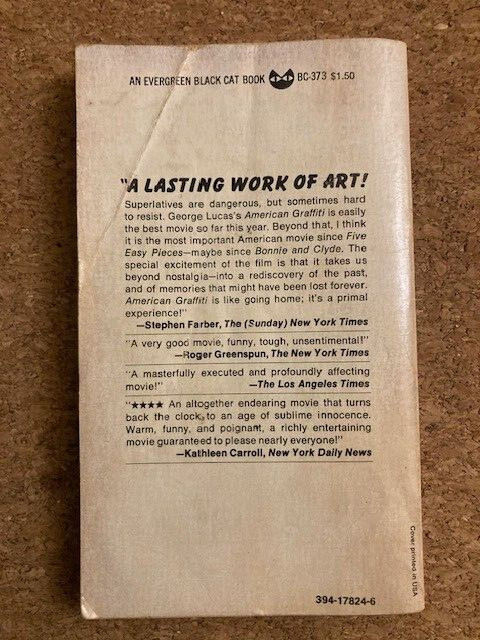 AN EVERGREEN BLACK CAT BOOK BC-373 $1.50
"A LASTING WORK OF ART!
Superlatives are dangerous, but sometimes hard
to resist. George Lucas's American Graffiti is easily
the best movie so far this year. Beyond that, I think
it is the most important American movie since Five
Easy Pieces—maybe since Bonnie and Clyde. The
special excitement of the film is that it takes us
beyond nostalgia—into a rediscovery of the past,
and of memories that might have been lost forever.
American Graffiti is like going home; it's a primal
experience!"
—Stephen Farber, The (Sunday) New York Times
"A very good movie, funny, tough, unsentimental!"
—Roger Greenspun, The New York Times
"A masterfully executed and profoundly affecting
movie!" —The Los Angeles Times
"★★★★ An altogether endearing movie that turns
back the clock to an age of sublime innocence.
Warm, funny, and poignant, a richly entertaining
movie guaranteed to please nearly everyone!"
—Kathleen Carroll, New York Daily News
Cover printed in USA
394-17824-6